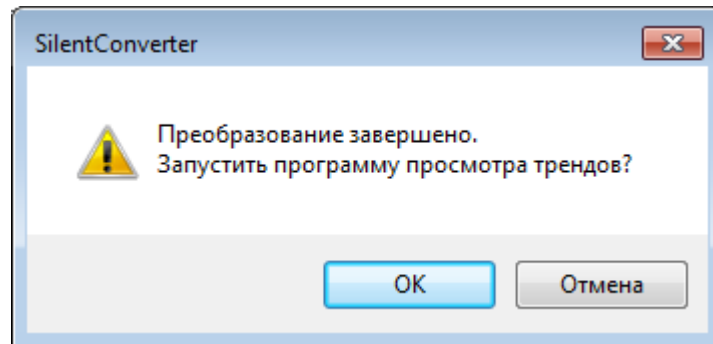 SilentConverter
Преобразование завершено.
Запустить программу просмотра трендов?
OK
Отмена